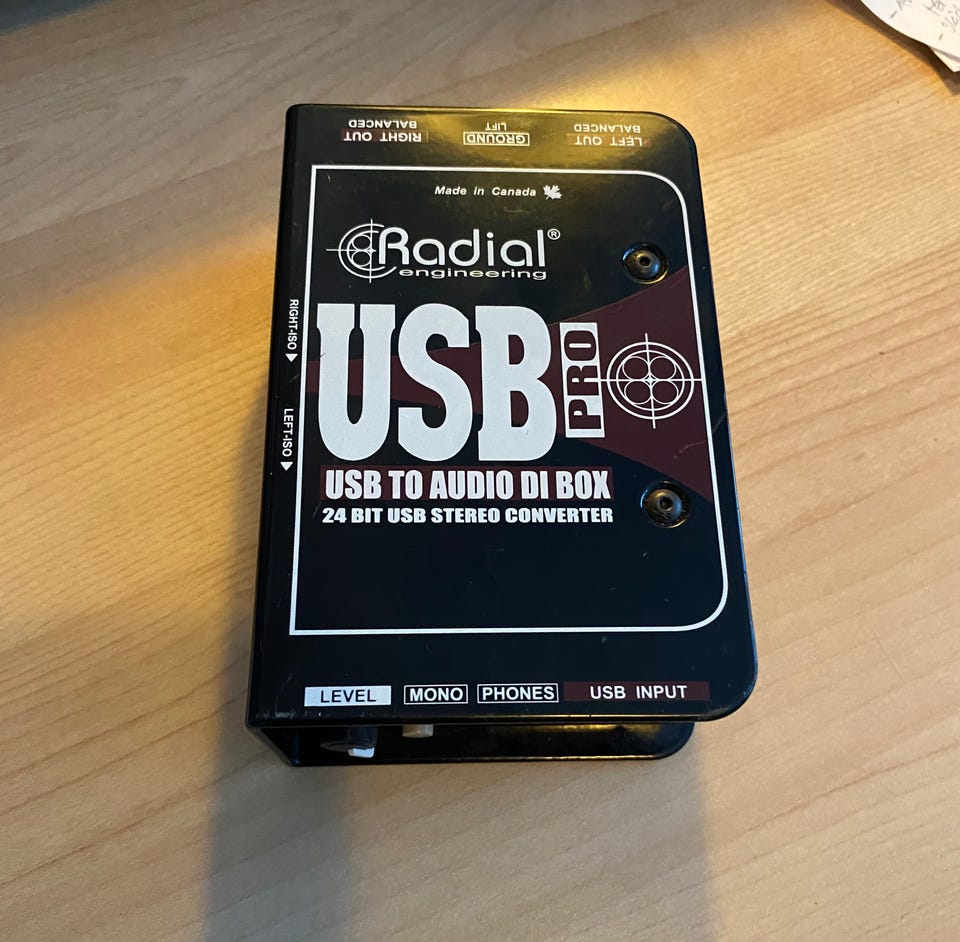 LEFT OUT
BALANCED
GROUND
LIFT
RIGHT OUT
BALANCED
Made in Canada
Radial®
engineering
RIGHT-ISO
LEFT-ISO
USB
PRO
USB TO AUDIO DI BOX
24 BIT USB STEREO CONVERTER
LEVEL
MONO
PHONES
USB INPUT